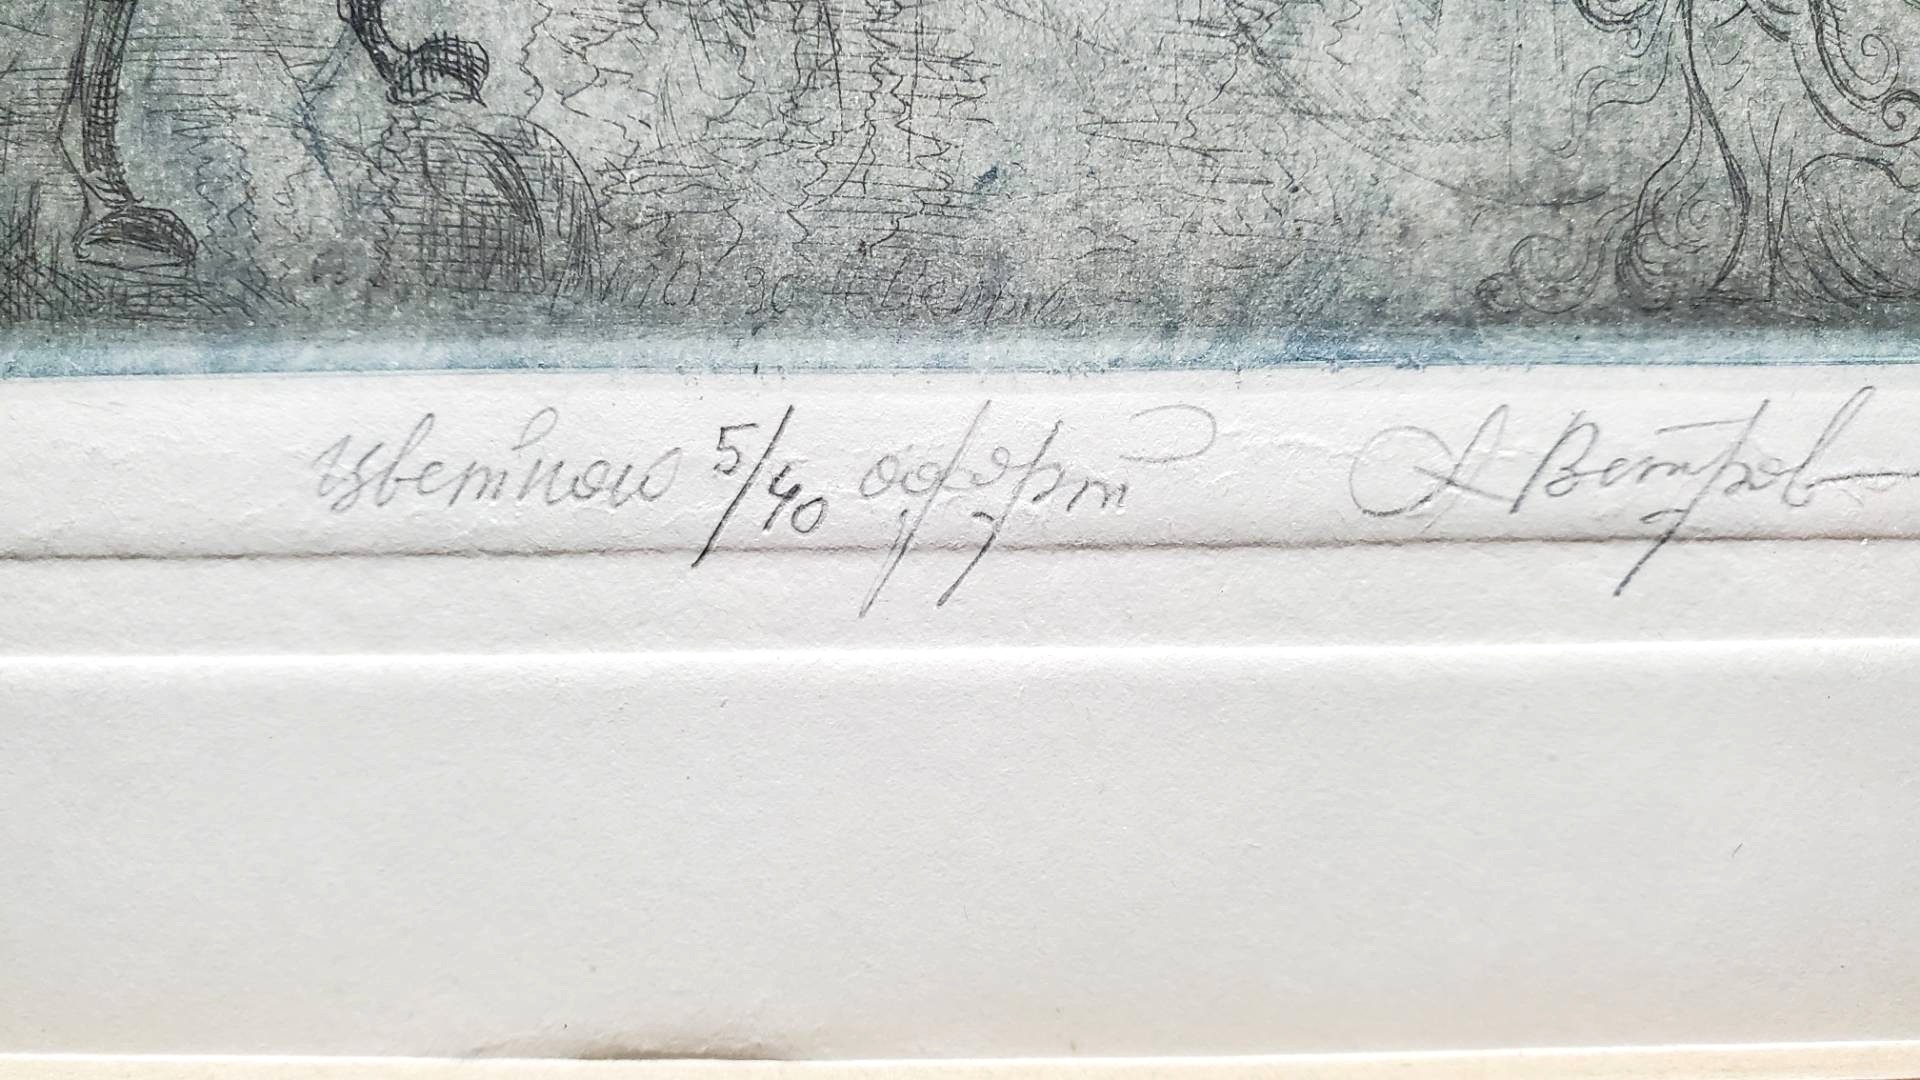 цветной 5/40 офорт А Ветров